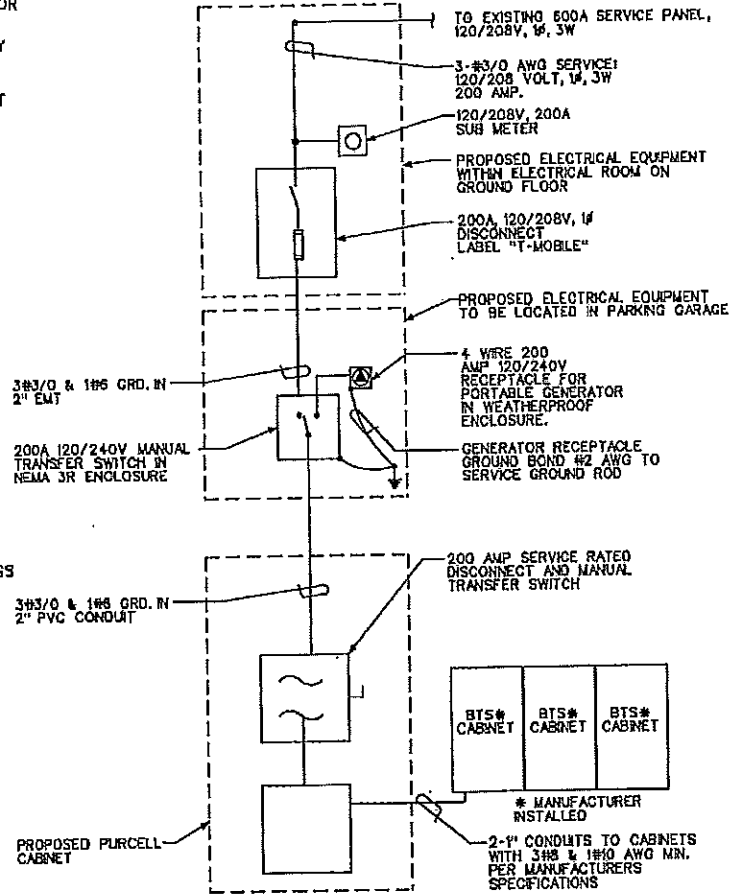 OR
Y
T
TO EXISTING 600A SERVICE PANEL,
120/208V, 1ø, 3W
3-#3/0 AWG SERVICE:
120/208 VOLT, 1ø, 3W
200 AMP.
120/208V, 200A
SUB METER
PROPOSED ELECTRICAL EQUIPMENT
WITHIN ELECTRICAL ROOM ON
GROUND FLOOR
200A, 120/208V, 1ø
DISCONNECT
LABEL "T-MOBILE"
PROPOSED ELECTRICAL EQUIPMENT
TO BE LOCATED IN PARKING GARAGE
4 WIRE 200
AMP 120/240V
RECEPTACLE FOR
PORTABLE GENERATOR
IN WEATHERPROOF
ENCLOSURE.
3#3/0 & 1#6 GRD. IN
2" EMT
200A 120/240V MANUAL
TRANSFER SWITCH IN
NEMA 3R ENCLOSURE
GENERATOR RECEPTACLE
GROUND BOND #2 AWG TO
SERVICE GROUND ROD
SS
200 AMP SERVICE RATED
DISCONNECT AND MANUAL
TRANSFER SWITCH
3#3/0 & 1#6 GRD. IN
2" PVC CONDUIT
BTS*
CABINET
BTS*
CABINET
BTS*
CABINET
* MANUFACTURER
INSTALLED
PROPOSED PURCELL
CABINET
2-1" CONDUITS TO CABINETS
WITH 3#8 & 1#10 AWG MIN.
PER MANUFACTURERS
SPECIFICATIONS